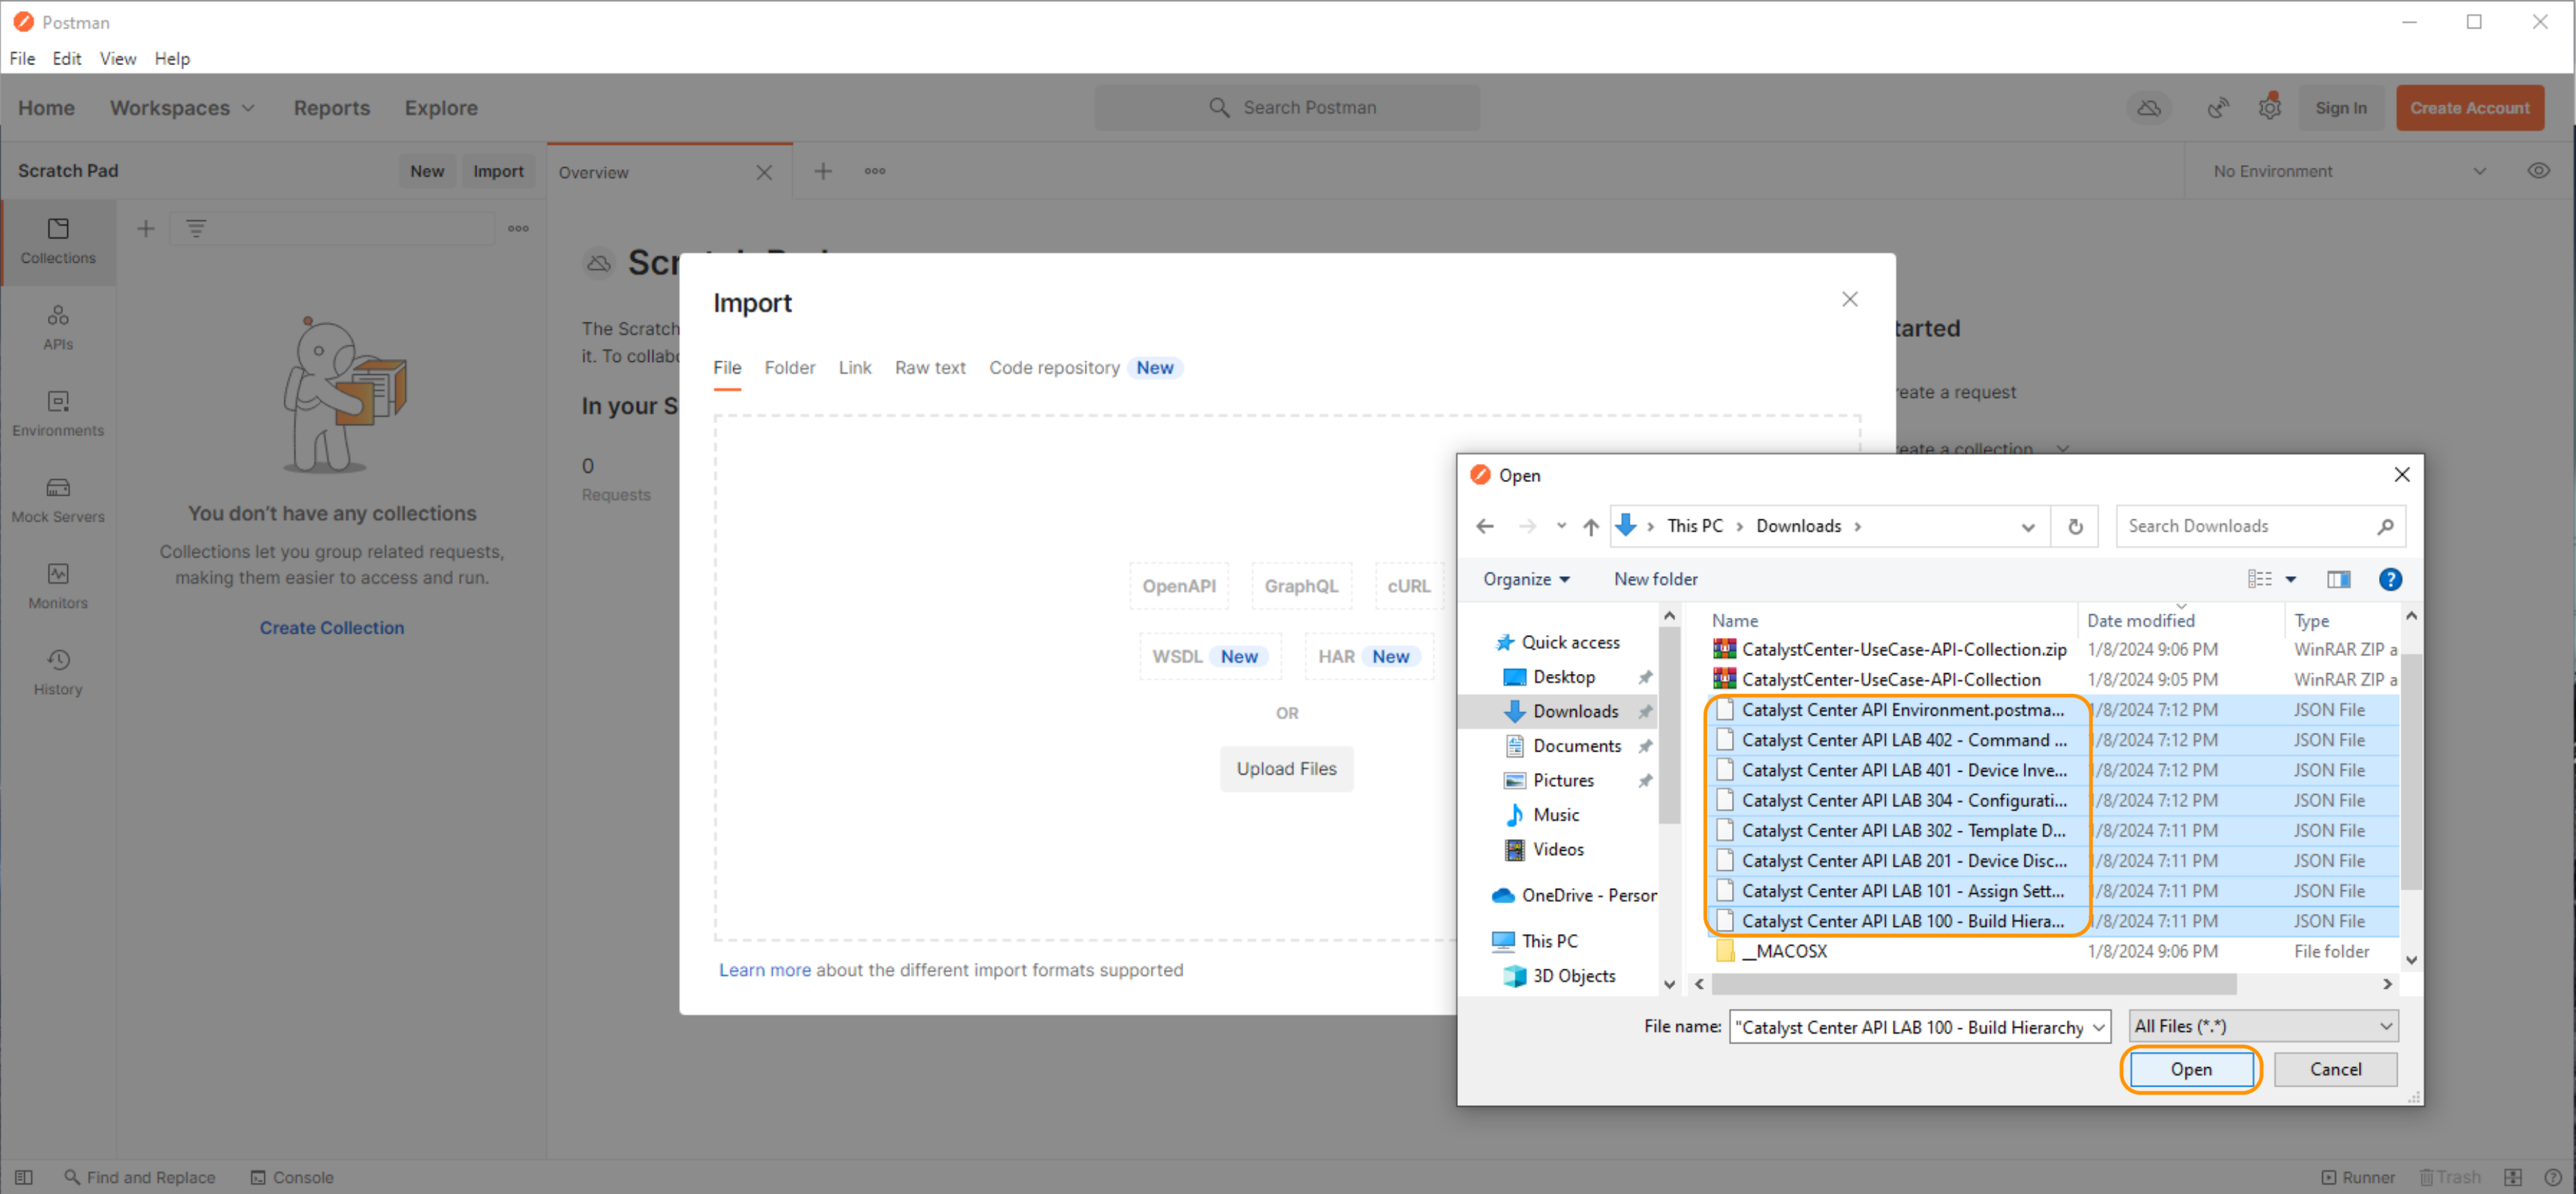 Postman
File Edit View Help
Home Workspaces Reports Explore
Search Postman
Sign In Create Account
Scratch Pad New Import
Overview
No Environment
Collections
APIs
Environments
Mock Servers
Monitors
History
You don't have any collections
Collections let you group related requests,
making them easier to access and run.
Create Collection
The Scratch
it. To collab
In your S
0
Requests
tarted
reate a request
reate a collection
Import
File Folder Link Raw text Code repository New
OpenAPI GraphQL cURL
WSDL New HAR New
OR
Upload Files
Learn more about the different import formats supported
Open
This PC Downloads
Search Downloads
Organize New folder
Quick access
Desktop
Downloads
Documents
Pictures
Music
Videos
OneDrive - Person
This PC
3D Objects
Name Date modified Type
CatalystCenter-UseCase-API-Collection.zip 1/8/2024 9:06 PM WinRAR ZIP a
CatalystCenter-UseCase-API-Collection 1/8/2024 9:05 PM WinRAR ZIP a
Catalyst Center API Environment.postma... 1/8/2024 7:12 PM JSON File
Catalyst Center API LAB 402 - Command ... 1/8/2024 7:12 PM JSON File
Catalyst Center API LAB 401 - Device Inve... 1/8/2024 7:12 PM JSON File
Catalyst Center API LAB 304 - Configurati... 1/8/2024 7:12 PM JSON File
Catalyst Center API LAB 302 - Template D... 1/8/2024 7:11 PM JSON File
Catalyst Center API LAB 201 - Device Disc... 1/8/2024 7:11 PM JSON File
Catalyst Center API LAB 101 - Assign Sett... 1/8/2024 7:11 PM JSON File
Catalyst Center API LAB 100 - Build Hiera... 1/8/2024 7:11 PM JSON File
__MACOSX 1/8/2024 9:06 PM File folder
File name: "Catalyst Center API LAB 100 - Build Hierarchy
All Files (*.*)
Open Cancel
Find and Replace Console
Runner Trash